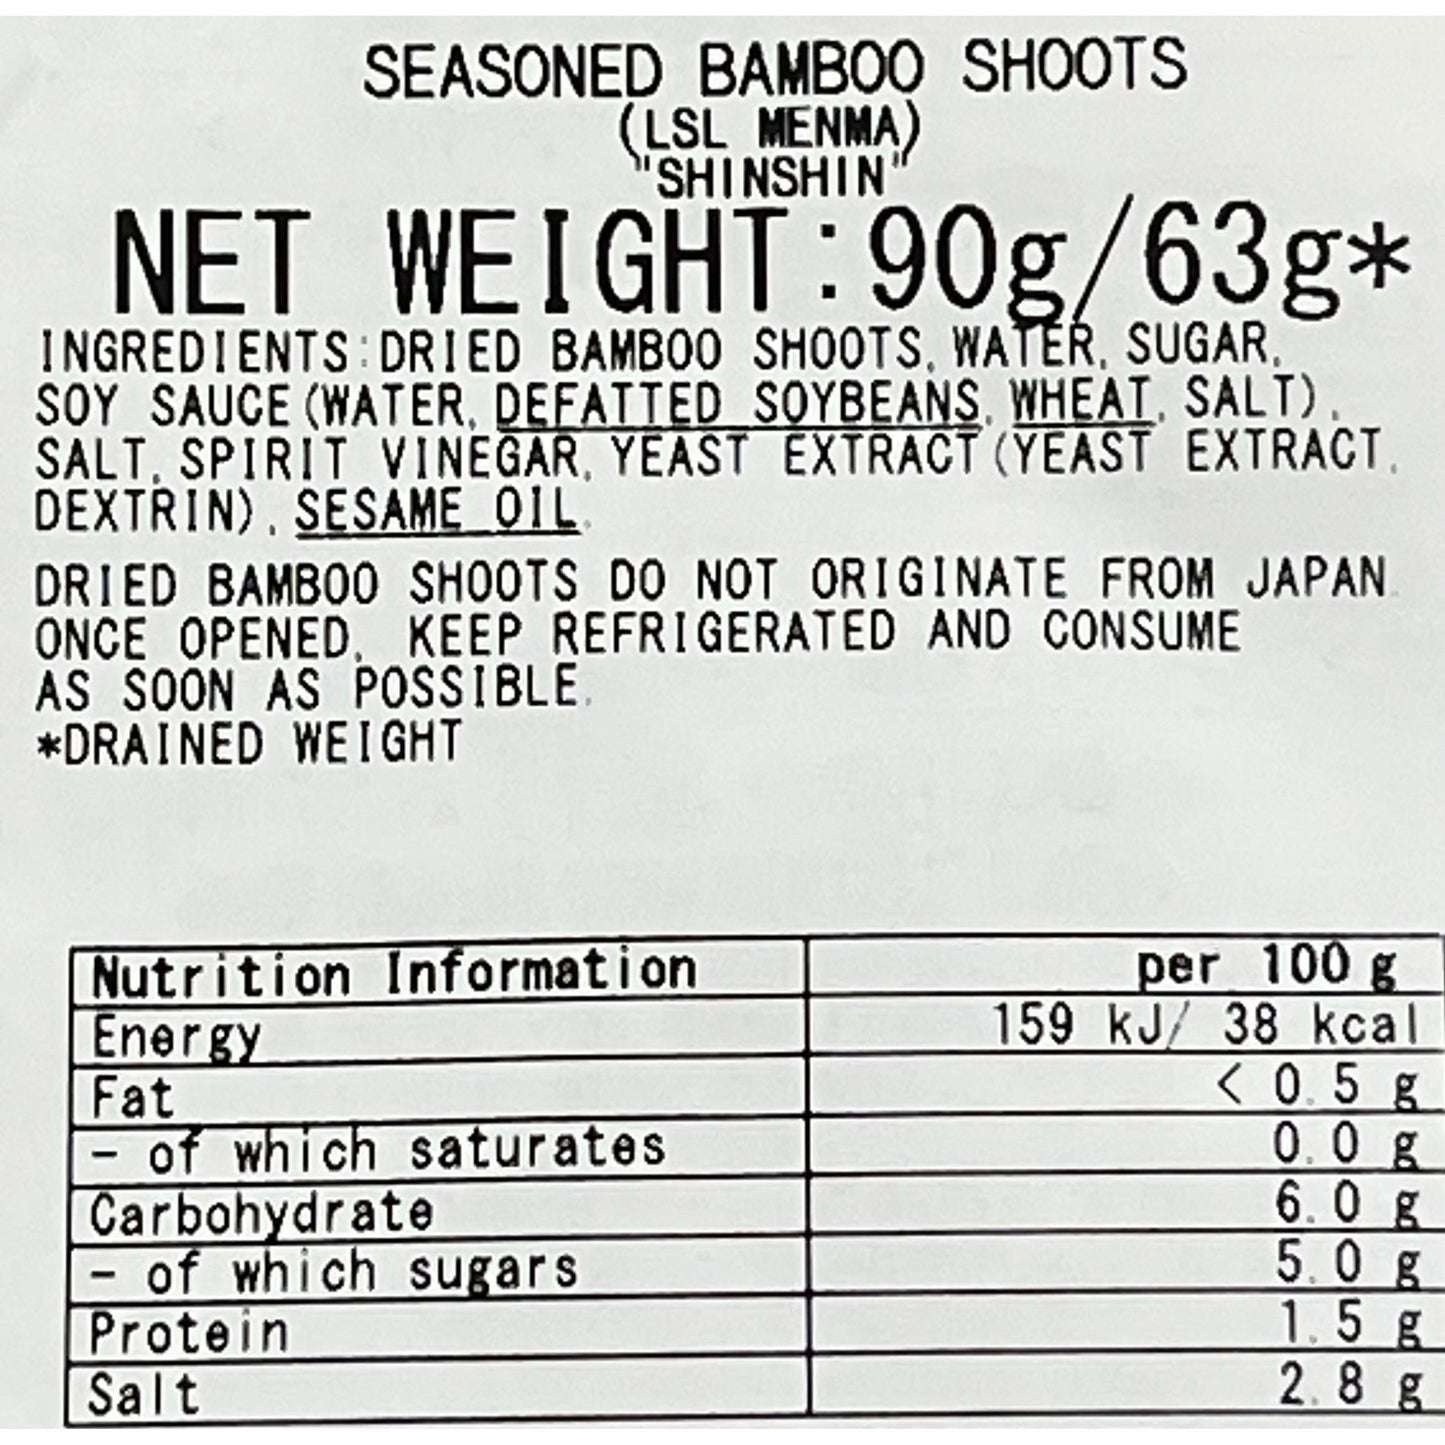 SEASONED BAMBOO SHOOTS
(LSL MENMA)
"SHINSHIN"
NET WEIGHT:90g/63g*
INGREDIENTS:DRIED BAMBOO SHOOTS, WATER, SUGAR,
SOY SAUCE(WATER, DEFATTED SOYBEANS, WHEAT, SALT),
SALT, SPIRIT VINEGAR, YEAST EXTRACT(YEAST EXTRACT,
DEXTRIN), SESAME OIL.
DRIED BAMBOO SHOOTS DO NOT ORIGINATE FROM JAPAN.
ONCE OPENED, KEEP REFRIGERATED AND CONSUME
AS SOON AS POSSIBLE.
*DRAINED WEIGHT
Nutrition Information per 100 g
Energy 159 kJ/ 38 kcal
Fat < 0.5 g
- of which saturates 0.0 g
Carbohydrate 6.0 g
- of which sugars 5.0 g
Protein 1.5 g
Salt 2.8 g